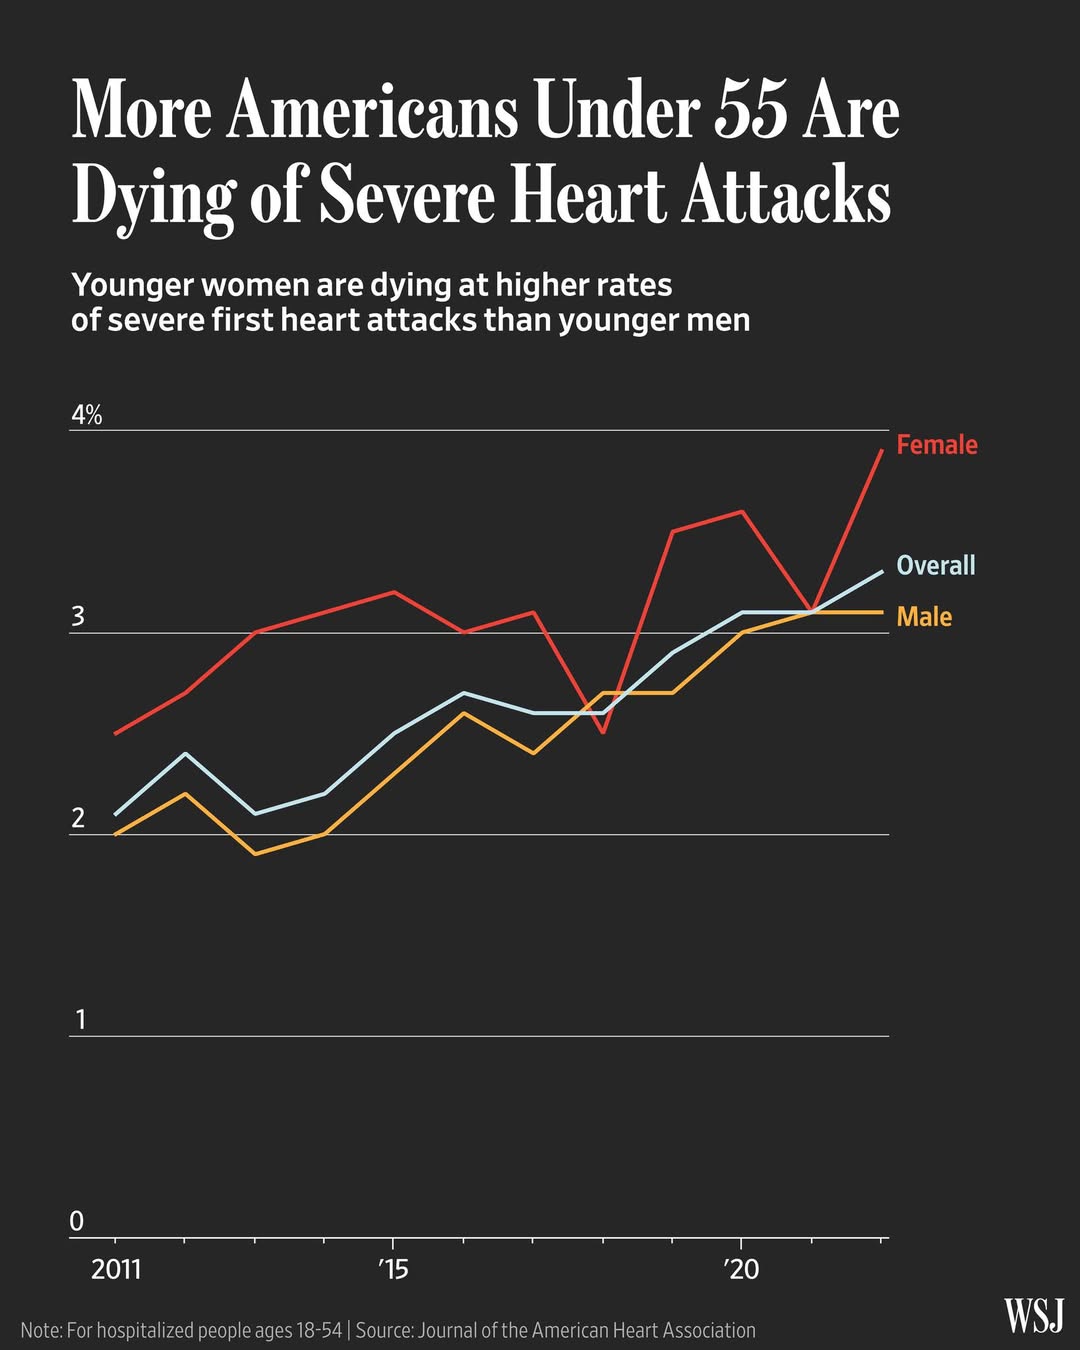 More Americans Under 55 Are
Dying of Severe Heart Attacks
Younger women are dying at higher rates
of severe first heart attacks than younger men
4%
Female
Overall
3
Male
2
1
0
2011 ’15 ’20
WSJ
Note: For hospitalized people ages 18-54 | Source: Journal of the American Heart Association